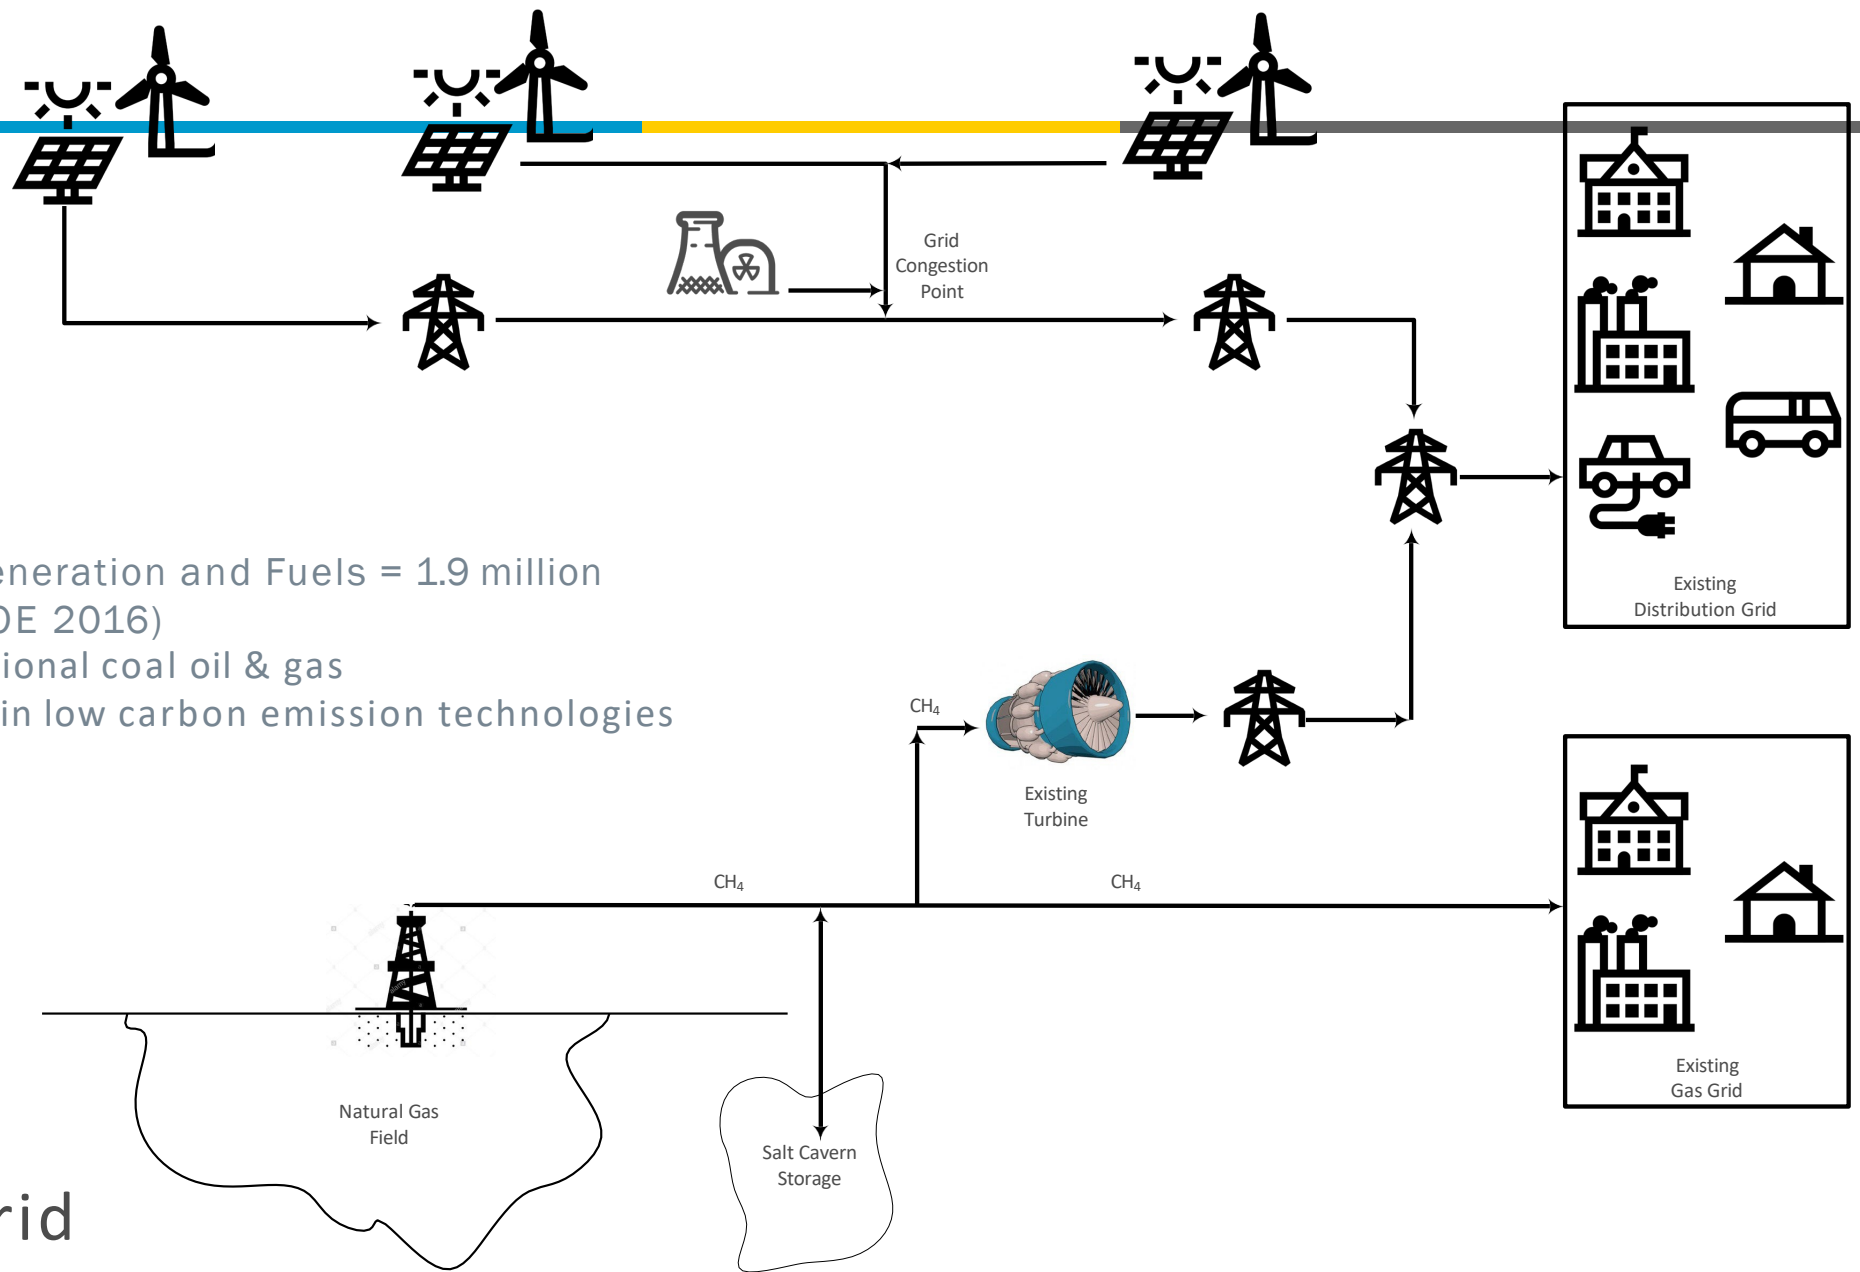 Grid
Congestion
Point
eneration and Fuels = 1.9 million
OE 2016)
ional coal oil & gas
in low carbon emission technologies
Existing
Distribution Grid
CH₄
Existing
Turbine
CH₄
CH₄
Natural Gas
Field
Salt Cavern
Storage
Existing
Gas Grid
rid